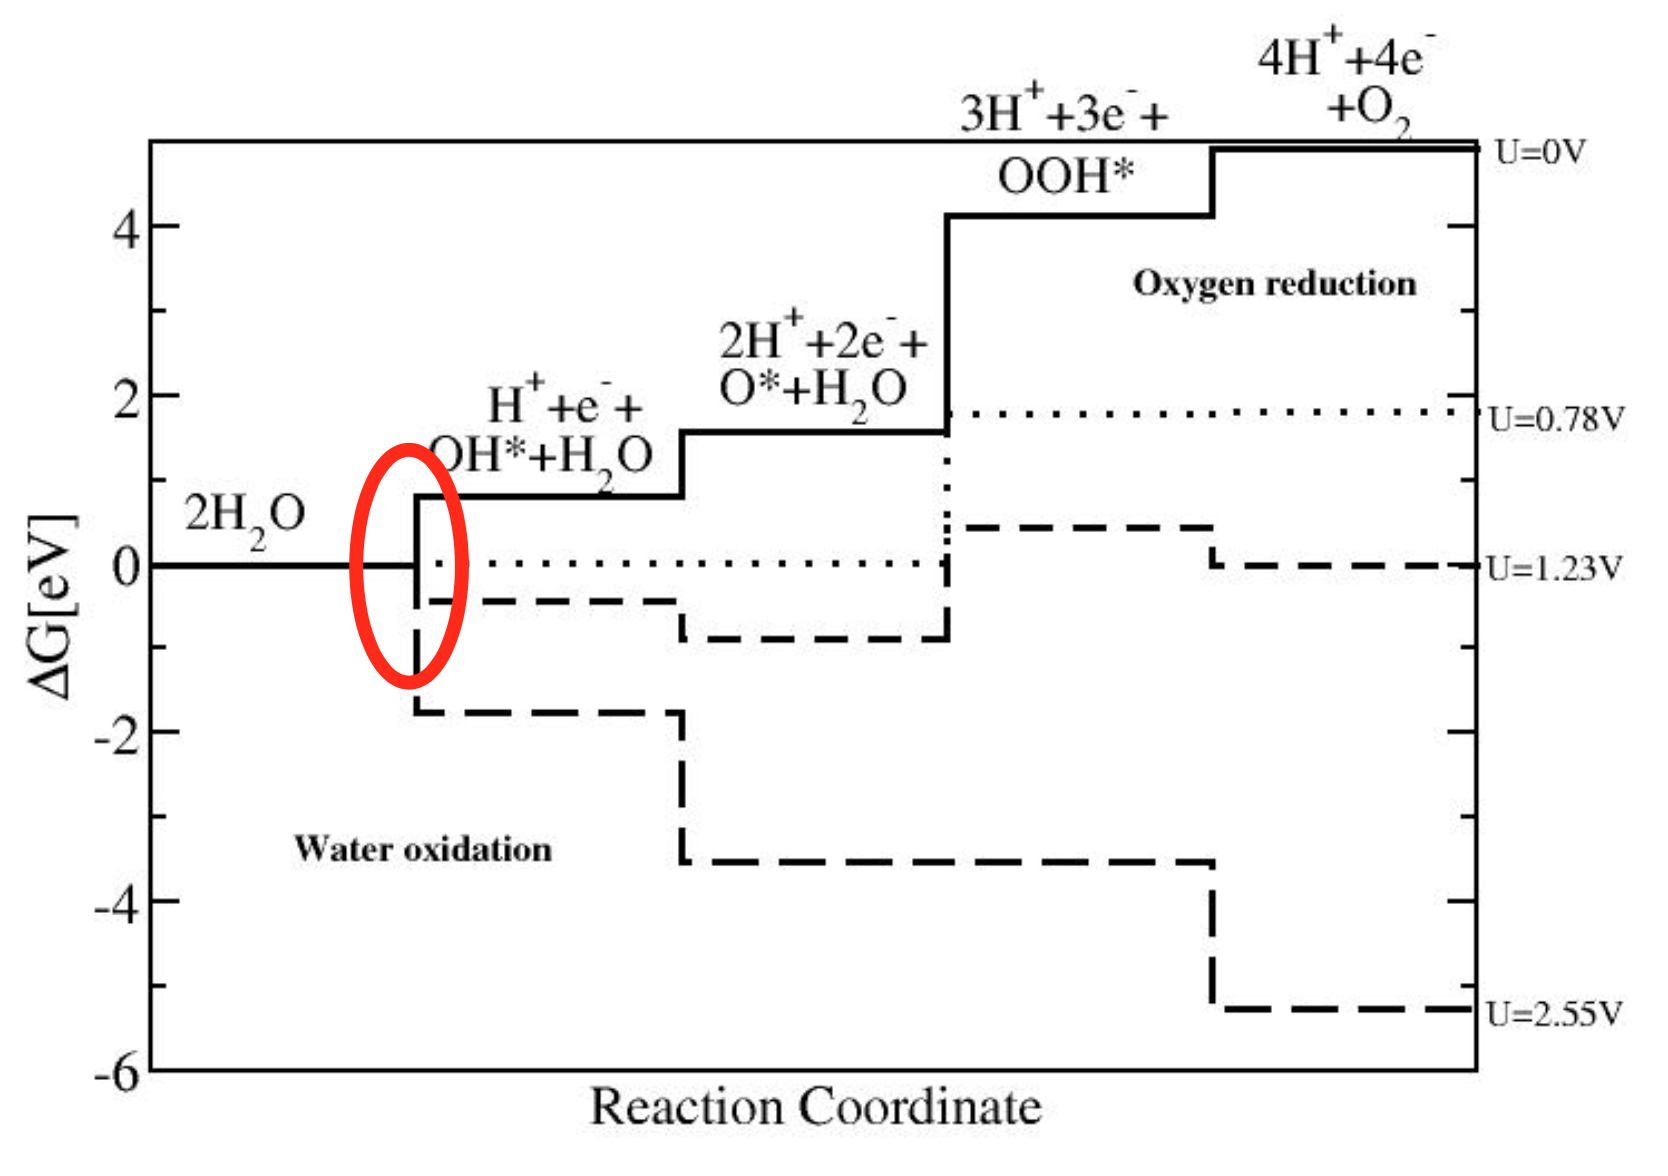 4H⁺+4e⁻
+O₂
3H⁺+3e⁻+
OOH*
U=0V
4
Oxygen reduction
2H⁺+2e⁻+
O*+H₂O
2
H⁺+e⁻+
OH*+H₂O
U=0.78V
2H₂O
0
U=1.23V
ΔG[eV]
-2
Water oxidation
-4
U=2.55V
-6
Reaction Coordinate